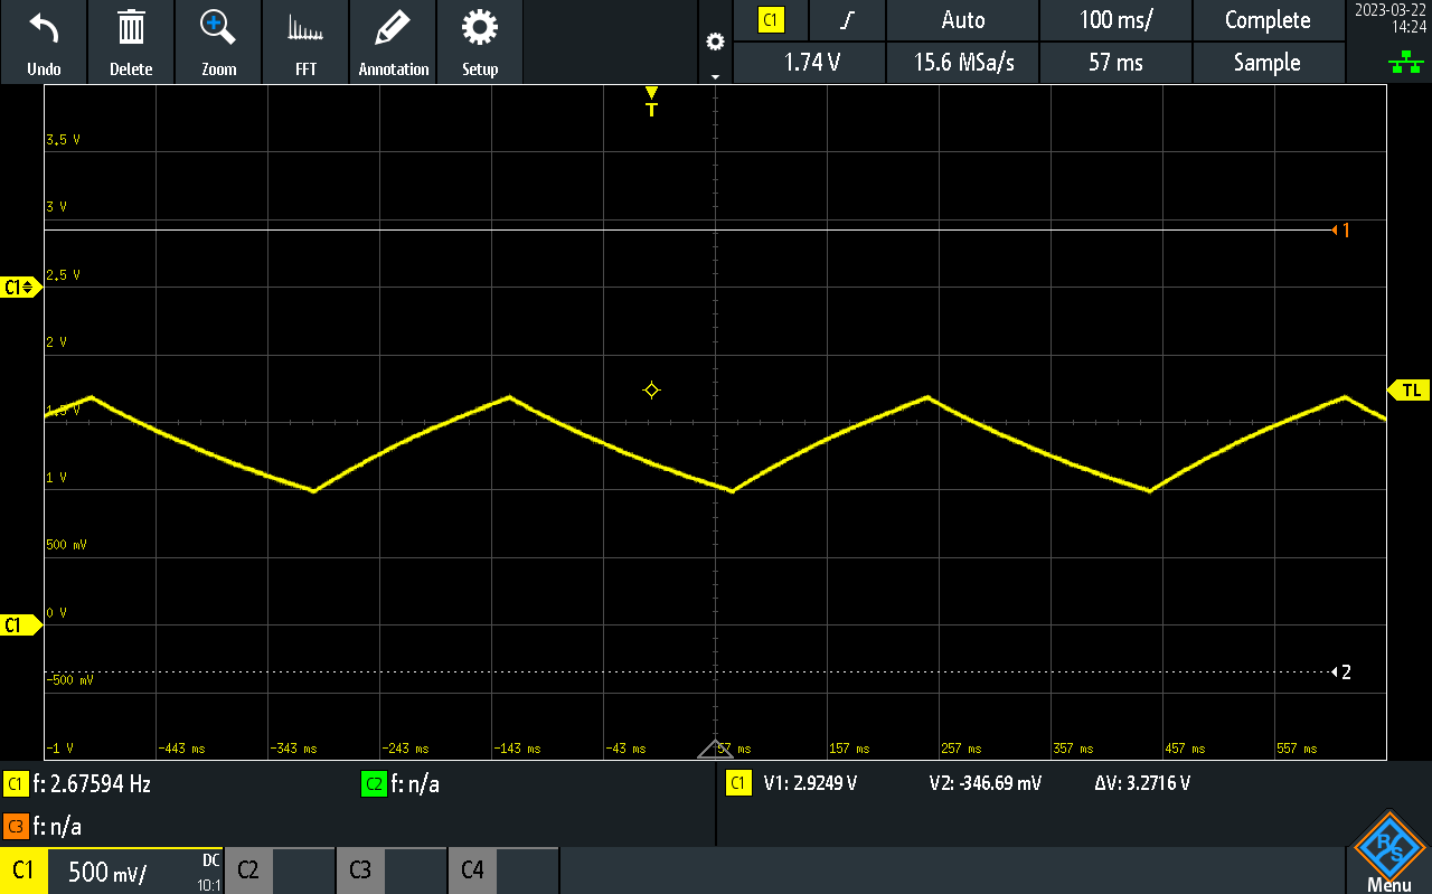 Undo Delete Zoom FFT Annotation Setup
C1 Auto 100 ms/ Complete 2023-03-22
14:24
1.74 V 15.6 MSa/s 57 ms Sample
T
3.5 V
3 V
1
2.5 V
C1
2 V
TL
1.5 V
1 V
500 mV
0 V
C1
-500 mV
2
-1 V -443 ms -343 ms -243 ms -143 ms -43 ms 57 ms 157 ms 257 ms 357 ms 457 ms 557 ms
C1 f: 2.67594 Hz C2 f: n/a C1 V1: 2.9249 V V2: -346.69 mV ΔV: 3.2716 V
C3 f: n/a
C1 500 mV/ DC 10:1 C2 C3 C4
R&S
Menu